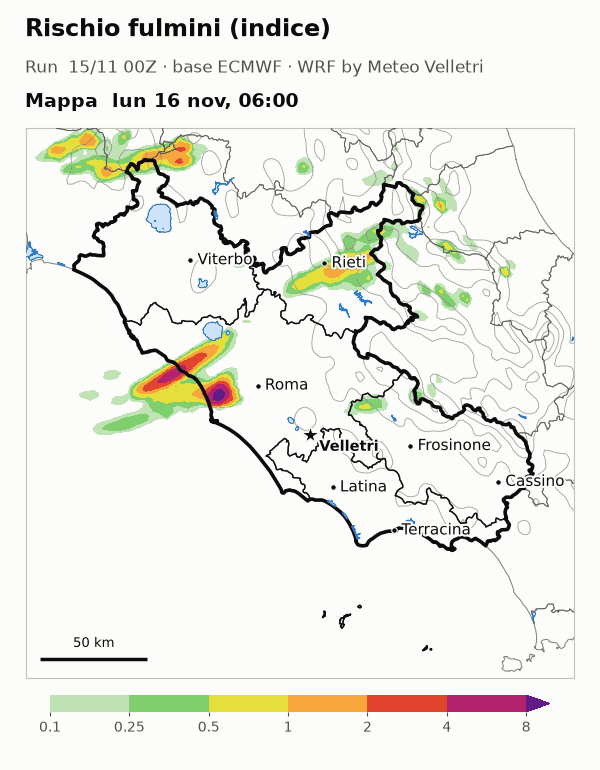 Rischio fulmini (indice)
Run  15/11 00Z · base ECMWF · WRF by Meteo Velletri
Mappa  lun 16 nov, 06:00
Viterbo
Rieti
Roma
Velletri
Frosinone
Cassino
Latina
Terracina
50 km
0.1 0.25 0.5 1 2 4 8